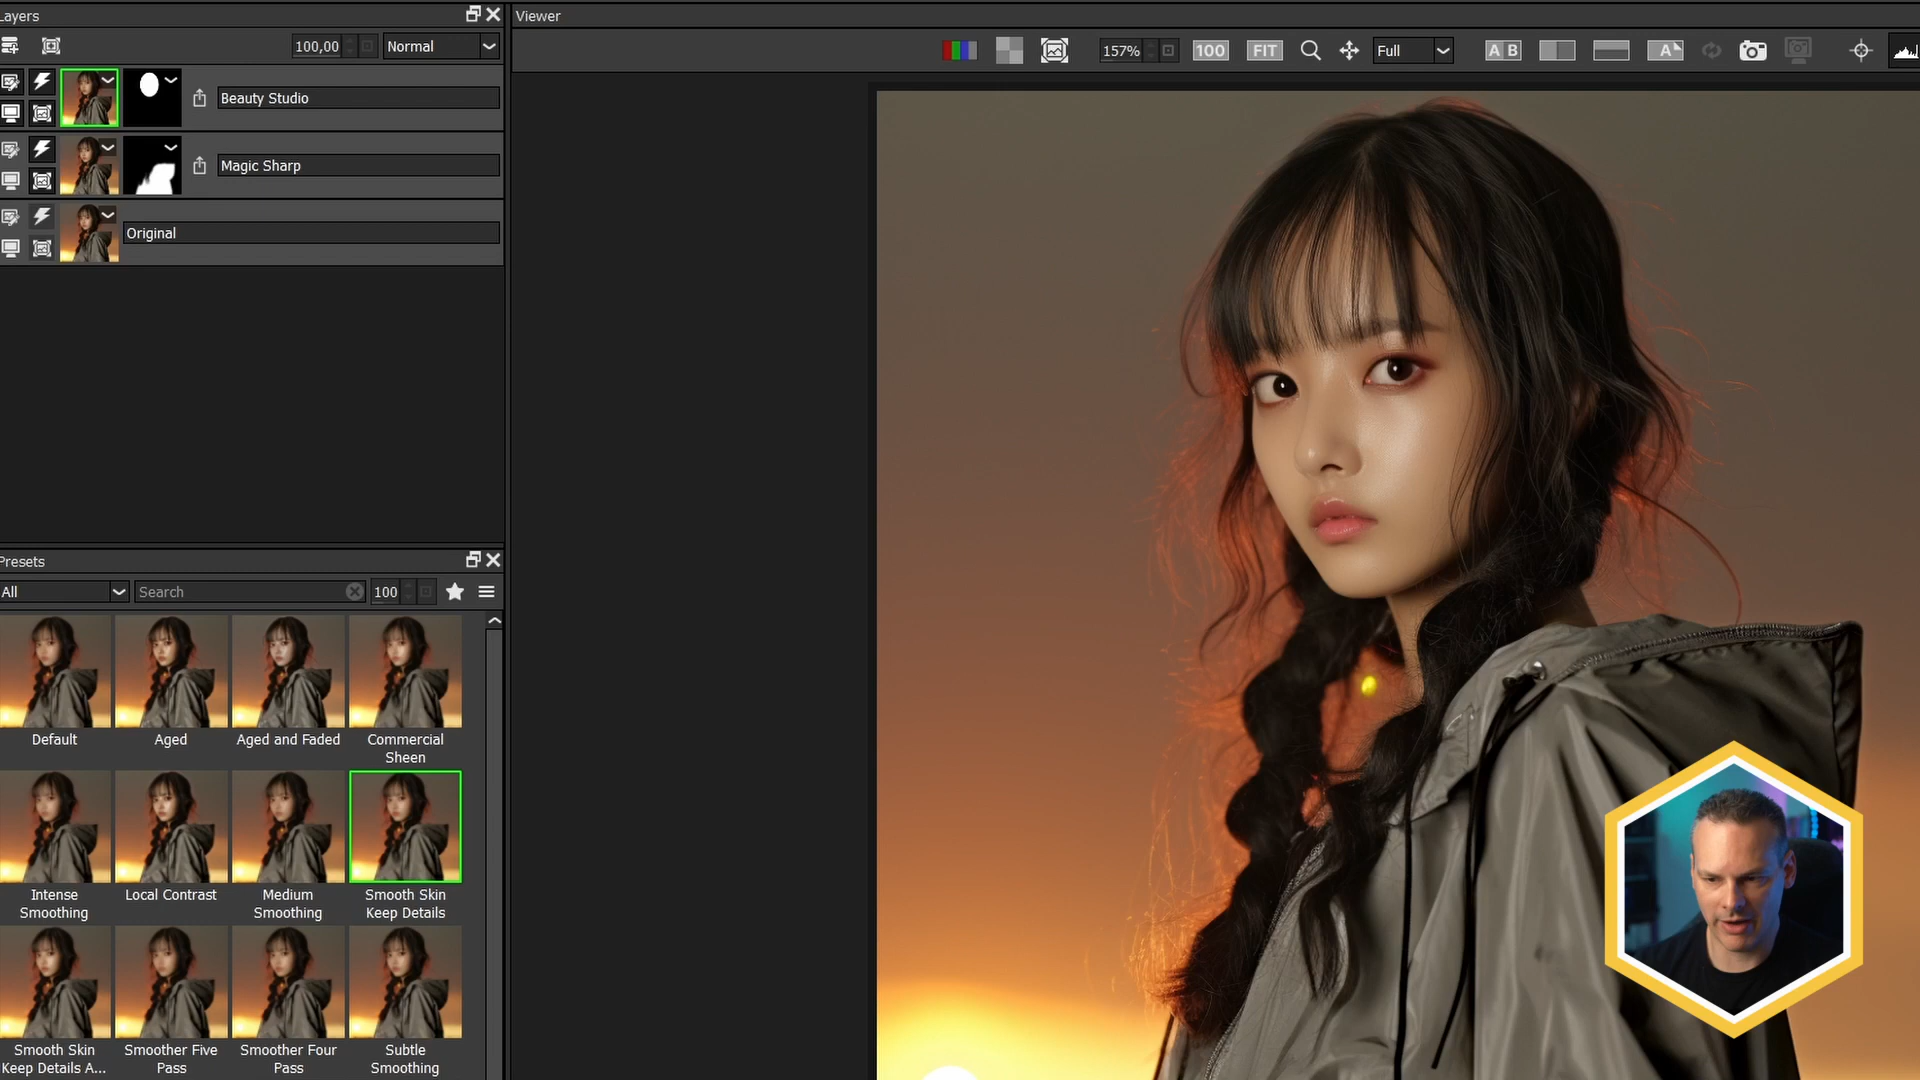 Layers
Viewer
100,00
Normal
157%
100
FIT
Full
A B
A
Beauty Studio
Magic Sharp
Original
Presets
All
Search
100
Default
Aged
Aged and Faded
Commercial
Sheen
Intense
Smoothing
Local Contrast
Medium
Smoothing
Smooth Skin
Keep Details
Smooth Skin
Keep Details A...
Smoother Five
Pass
Smoother Four
Pass
Subtle
Smoothing